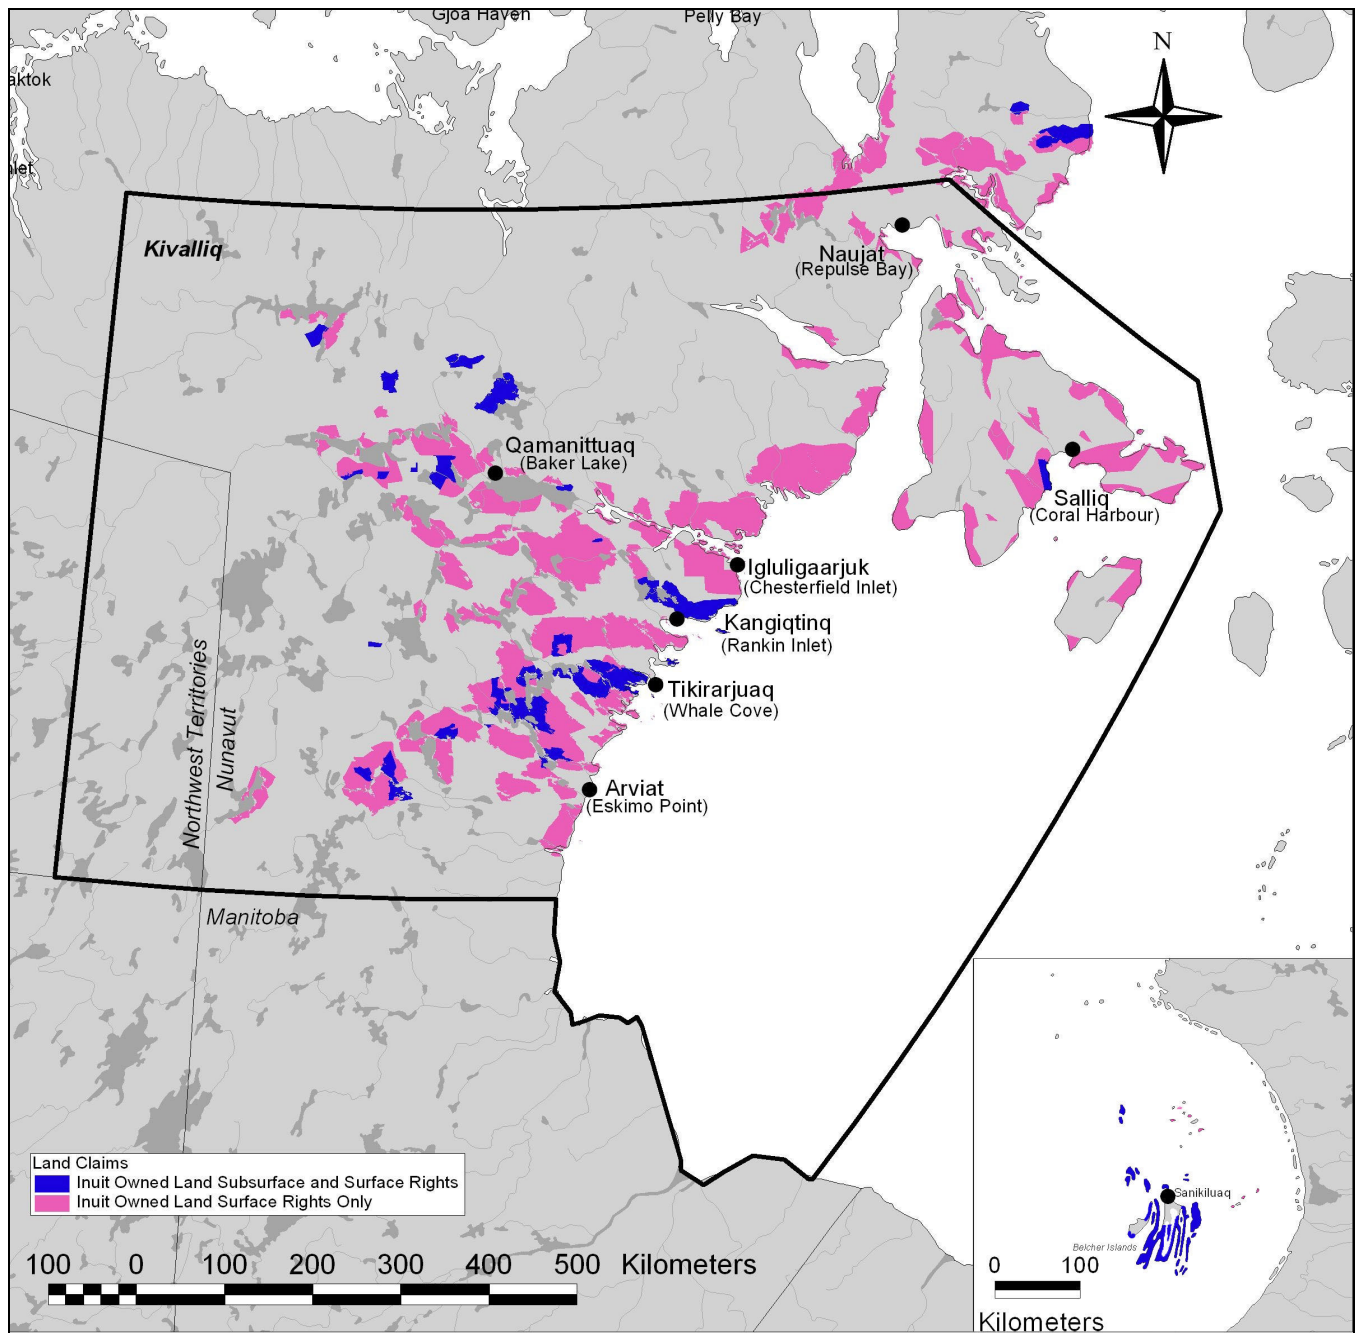 Gjoa Haven
Pelly Bay
N
aktok
let
Kivalliq
Naujat
(Repulse Bay)
Qamanittuaq
(Baker Lake)
Salliq
(Coral Harbour)
Igluligaarjuk
(Chesterfield Inlet)
Kangiqtinq
(Rankin Inlet)
Tikirarjuaq
(Whale Cove)
Northwest Territories
Nunavut
Arviat
(Eskimo Point)
Manitoba
Land Claims
Inuit Owned Land Subsurface and Surface Rights
Inuit Owned Land Surface Rights Only
100 0 100 200 300 400 500 Kilometers
Sanikiluaq
Belcher Islands
0 100
Kilometers